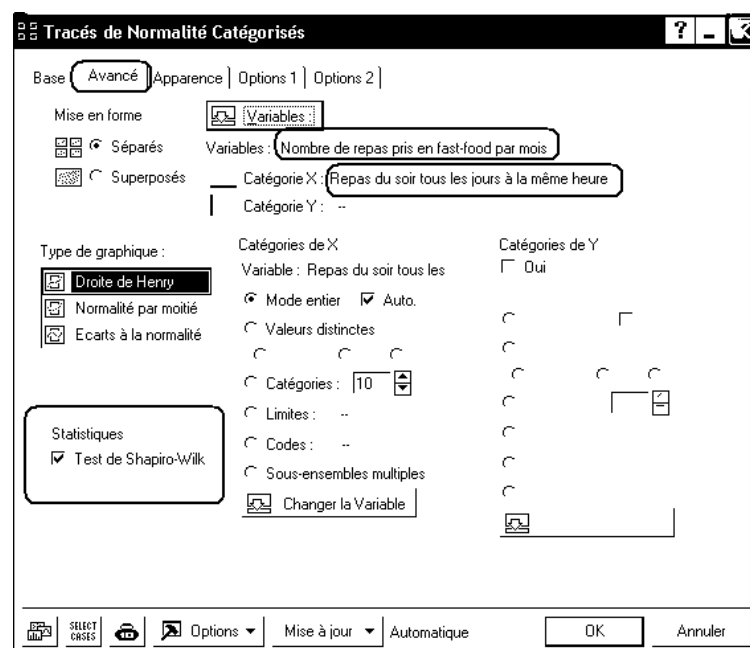 Tracés de Normalité Catégorisés
? _
Base Avancé Apparence Options 1 Options 2
Mise en forme
Variables :
Séparés
Variables : Nombre de repas pris en fast-food par mois
Superposés
Catégorie X : Repas du soir tous les jours à la même heure
Catégorie Y : --
Type de graphique :
Droite de Henry
Normalité par moitié
Ecarts à la normalité
Statistiques
Test de Shapiro-Wilk
Catégories de X
Variable : Repas du soir tous les
Mode entier Auto.
Valeurs distinctes
Catégories : 10
Limites : --
Codes : --
Sous-ensembles multiples
Changer la Variable
Catégories de Y
Oui
SELECT CASES
Options
Mise à jour
Automatique
OK
Annuler